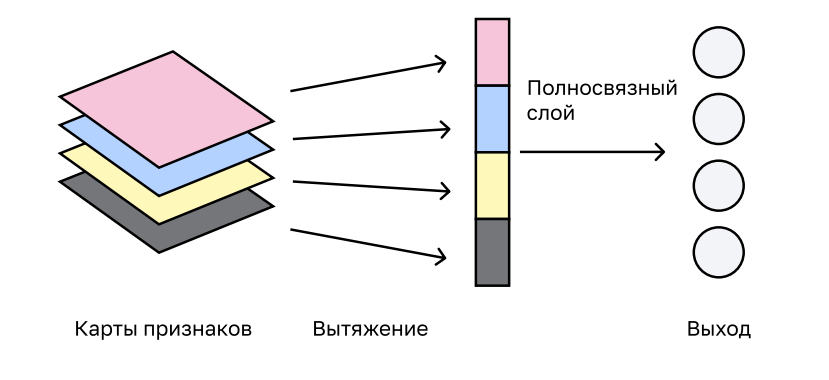 Полносвязный
слой
Карты признаков
Вытяжение
Выход